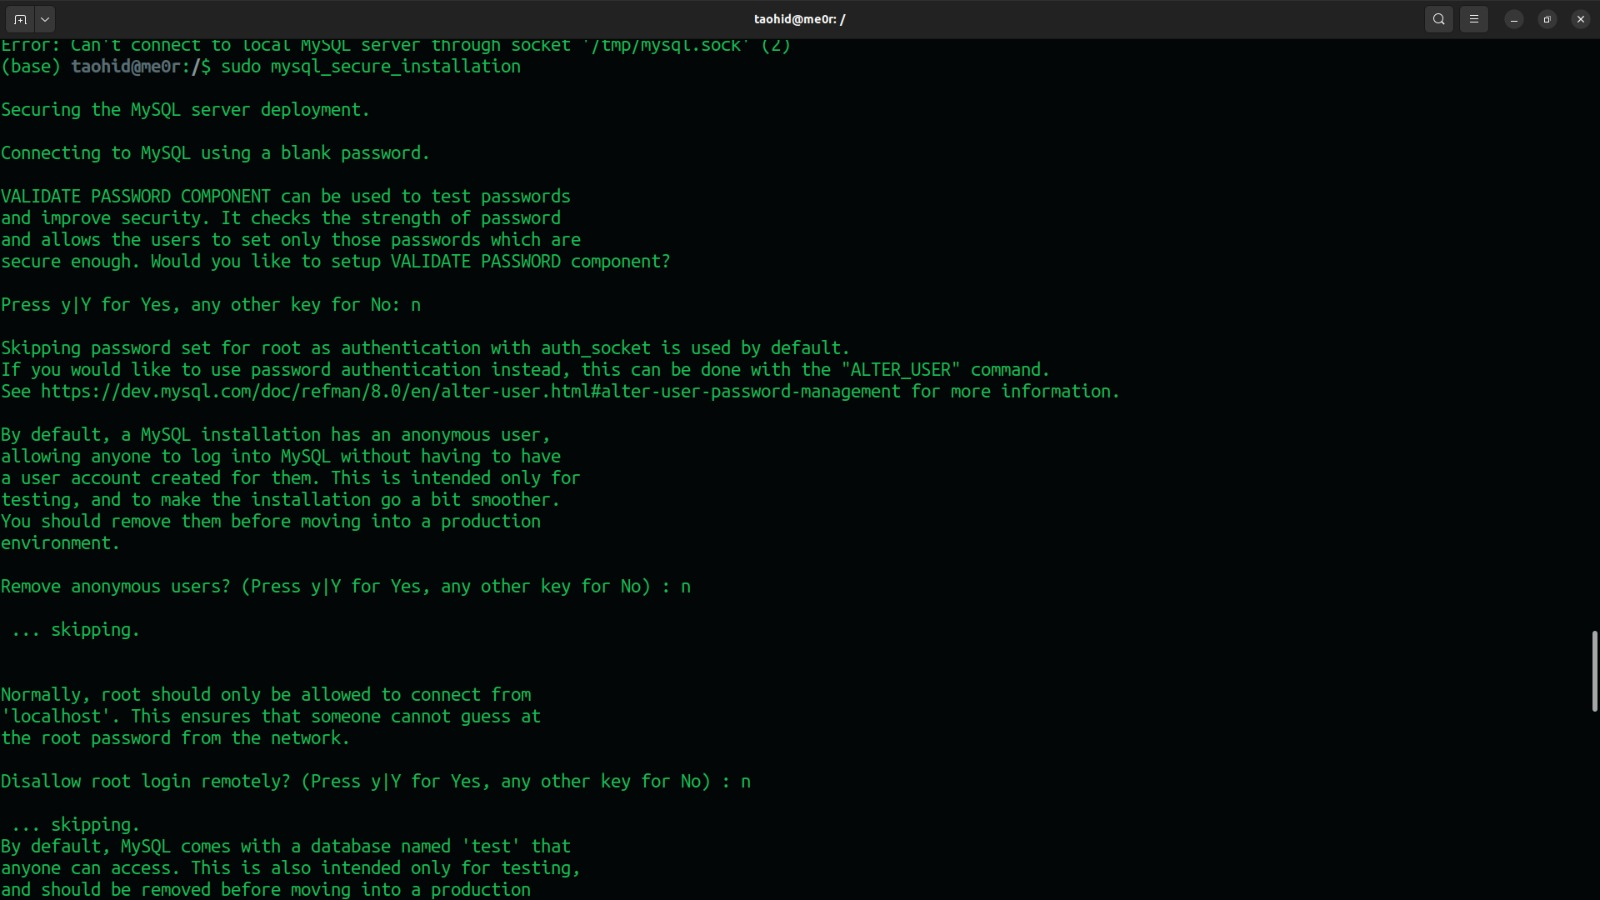 taohid@me0r: /
Error: Can't connect to local MySQL server through socket '/tmp/mysql.sock' (2)
(base) taohid@me0r:/$ sudo mysql_secure_installation
Securing the MySQL server deployment.
Connecting to MySQL using a blank password.
VALIDATE PASSWORD COMPONENT can be used to test passwords
and improve security. It checks the strength of password
and allows the users to set only those passwords which are
secure enough. Would you like to setup VALIDATE PASSWORD component?
Press y|Y for Yes, any other key for No: n
Skipping password set for root as authentication with auth_socket is used by default.
If you would like to use password authentication instead, this can be done with the "ALTER_USER" command.
See https://dev.mysql.com/doc/refman/8.0/en/alter-user.html#alter-user-password-management for more information.
By default, a MySQL installation has an anonymous user,
allowing anyone to log into MySQL without having to have
a user account created for them. This is intended only for
testing, and to make the installation go a bit smoother.
You should remove them before moving into a production
environment.
Remove anonymous users? (Press y|Y for Yes, any other key for No) : n
... skipping.
Normally, root should only be allowed to connect from
'localhost'. This ensures that someone cannot guess at
the root password from the network.
Disallow root login remotely? (Press y|Y for Yes, any other key for No) : n
... skipping.
By default, MySQL comes with a database named 'test' that
anyone can access. This is also intended only for testing,
and should be removed before moving into a production